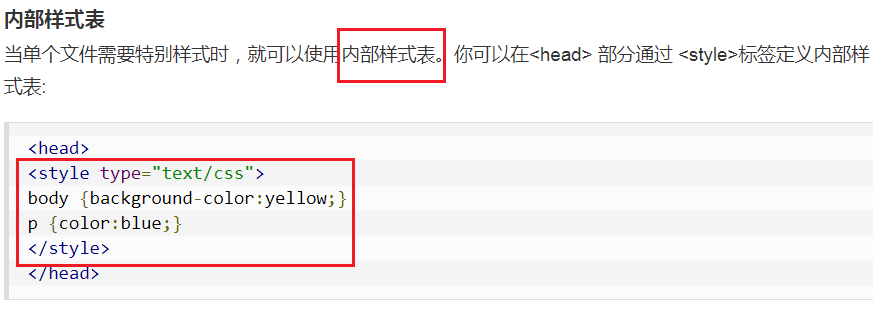 内部样式表
当单个文件需要特别样式时，就可以使用内部样式表。你可以在<head> 部分通过 <style>标签定义内部样
式表:
<head>
<style type="text/css">
body {background-color:yellow;}
p {color:blue;}
</style>
</head>